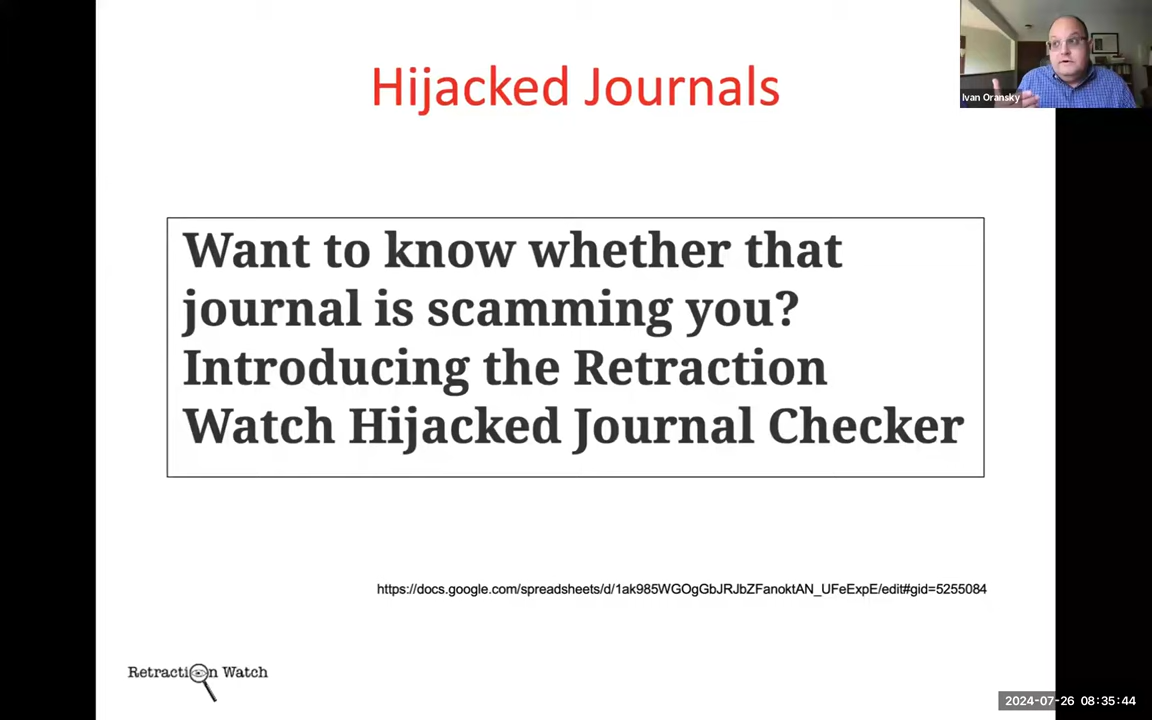 Hijacked Journals
Ivan Oransky
Want to know whether that
journal is scamming you?
Introducing the Retraction
Watch Hijacked Journal Checker
https://docs.google.com/spreadsheets/d/1ak985WGOgGbJRJbZFanoktAN_UFeExpE/edit#gid=5255084
Retraction Watch
2024-07-26 08:35:44